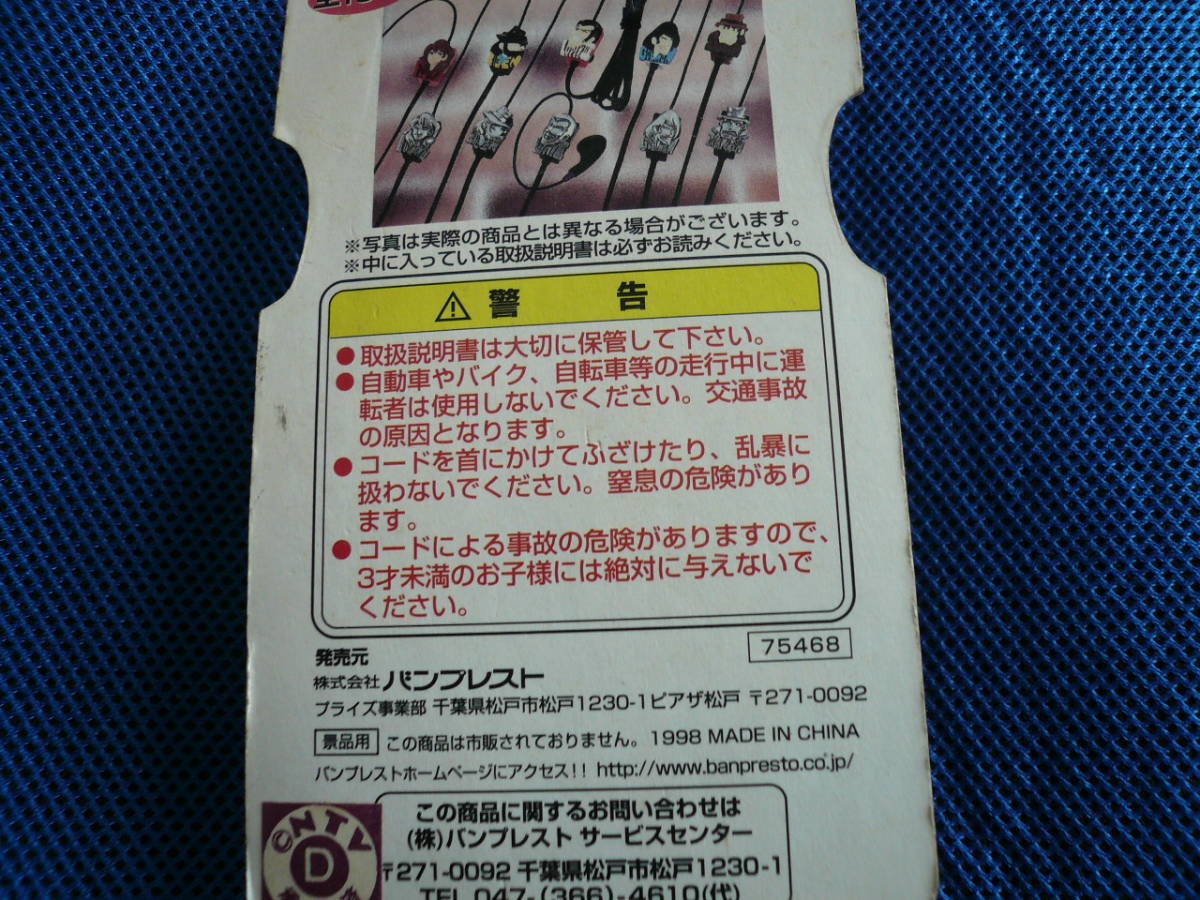 ※写真は実際の商品とは異なる場合がございます。
※中に入っている取扱説明書は必ずお読みください。
⚠警 告
●取扱説明書は大切に保管して下さい。
●自動車やバイク、自転車等の走行中に運
転者は使用しないでください。交通事故
の原因となります。
●コードを首にかけてふざけたり、乱暴に
扱わないでください。窒息の危険があり
ます。
●コードによる事故の危険がありますので、
3才未満のお子様には絶対に与えないで
ください。
75468
発売元
株式会社 バンプレスト
プライズ事業部 千葉県松戸市松戸1230-1ピアザ松戸 〒271-0092
景品用 この商品は市販されておりません。1998 MADE IN CHINA
バンプレストホームページにアクセス!! http://www.banpresto.co.jp/
この商品に関するお問い合わせは
(株)バンプレスト サービスセンター
〒271-0092 千葉県松戸市松戸1230-1
TEL 047-(366)-4610(代)
©NTV
D